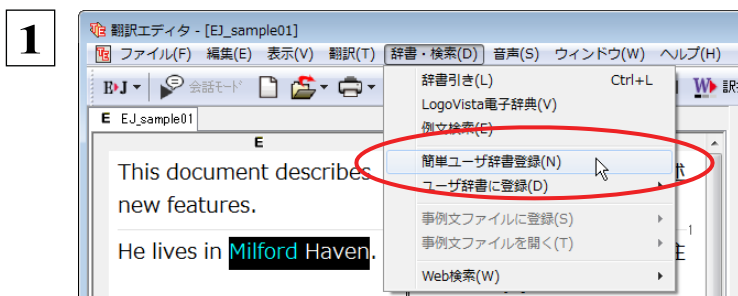 1
翻訳エディタ - [EJ_sample01]
ファイル(F) 編集(E) 表示(V) 翻訳(T) 辞書・検索(D) 音声(S) ウィンドウ(W) ヘルプ(H)
E▸J 会話モード W 訳
E EJ_sample01
E
辞書引き(L) Ctrl+L
LogoVista電子辞典(V)
例文検索(E)
簡単ユーザ辞書登録(N)
ユーザ辞書に登録(D)
事例文ファイルに登録(S)
事例文ファイルを開く(T)
Web検索(W)
This document describes
new features.
He lives in Milford Haven.
1
主